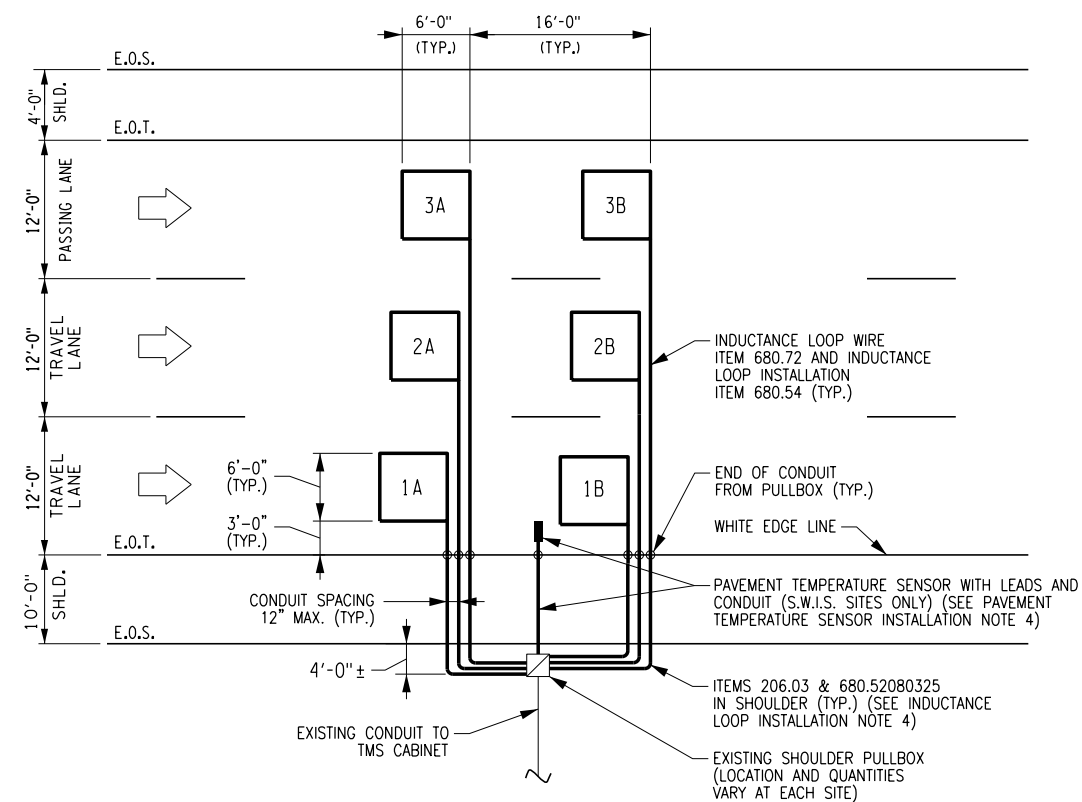 6'-0"
(TYP.)
16'-0"
(TYP.)
E.O.S.
4'-0"
SHLD.
E.O.T.
12'-0"
PASSING LANE
3A
3B
12'-0"
TRAVEL
LANE
2A
2B
INDUCTANCE LOOP WIRE
ITEM 680.72 AND INDUCTANCE
LOOP INSTALLATION
ITEM 680.54 (TYP.)
12'-0"
TRAVEL
LANE
6'-0"
(TYP.)
1A
1B
3'-0"
(TYP.)
END OF CONDUIT
FROM PULLBOX (TYP.)
WHITE EDGE LINE
E.O.T.
10'-0"
SHLD.
CONDUIT SPACING
12" MAX. (TYP.)
PAVEMENT TEMPERATURE SENSOR WITH LEADS AND
CONDUIT (S.W.I.S. SITES ONLY) (SEE PAVEMENT
TEMPERATURE SENSOR INSTALLATION NOTE 4)
E.O.S.
4'-0"±
ITEMS 206.03 & 680.52080325
IN SHOULDER (TYP.) (SEE INDUCTANCE
LOOP INSTALLATION NOTE 4)
EXISTING CONDUIT TO
TMS CABINET
EXISTING SHOULDER PULLBOX
(LOCATION AND QUANTITIES
VARY AT EACH SITE)